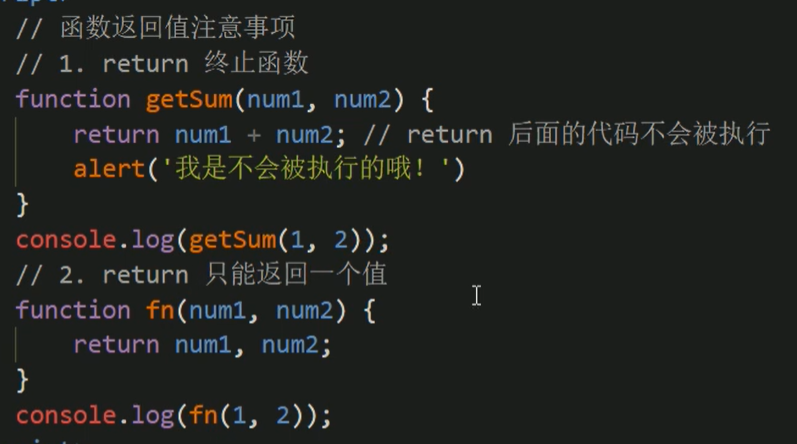 // 函数返回值注意事项
// 1. return 终止函数
function getSum(num1, num2) {
return num1 + num2; // return 后面的代码不会被执行
alert('我是不会被执行的哦! ')
}
console.log(getSum(1, 2));
// 2. return 只能返回一个值
function fn(num1, num2) {
return num1, num2;
}
console.log(fn(1, 2));